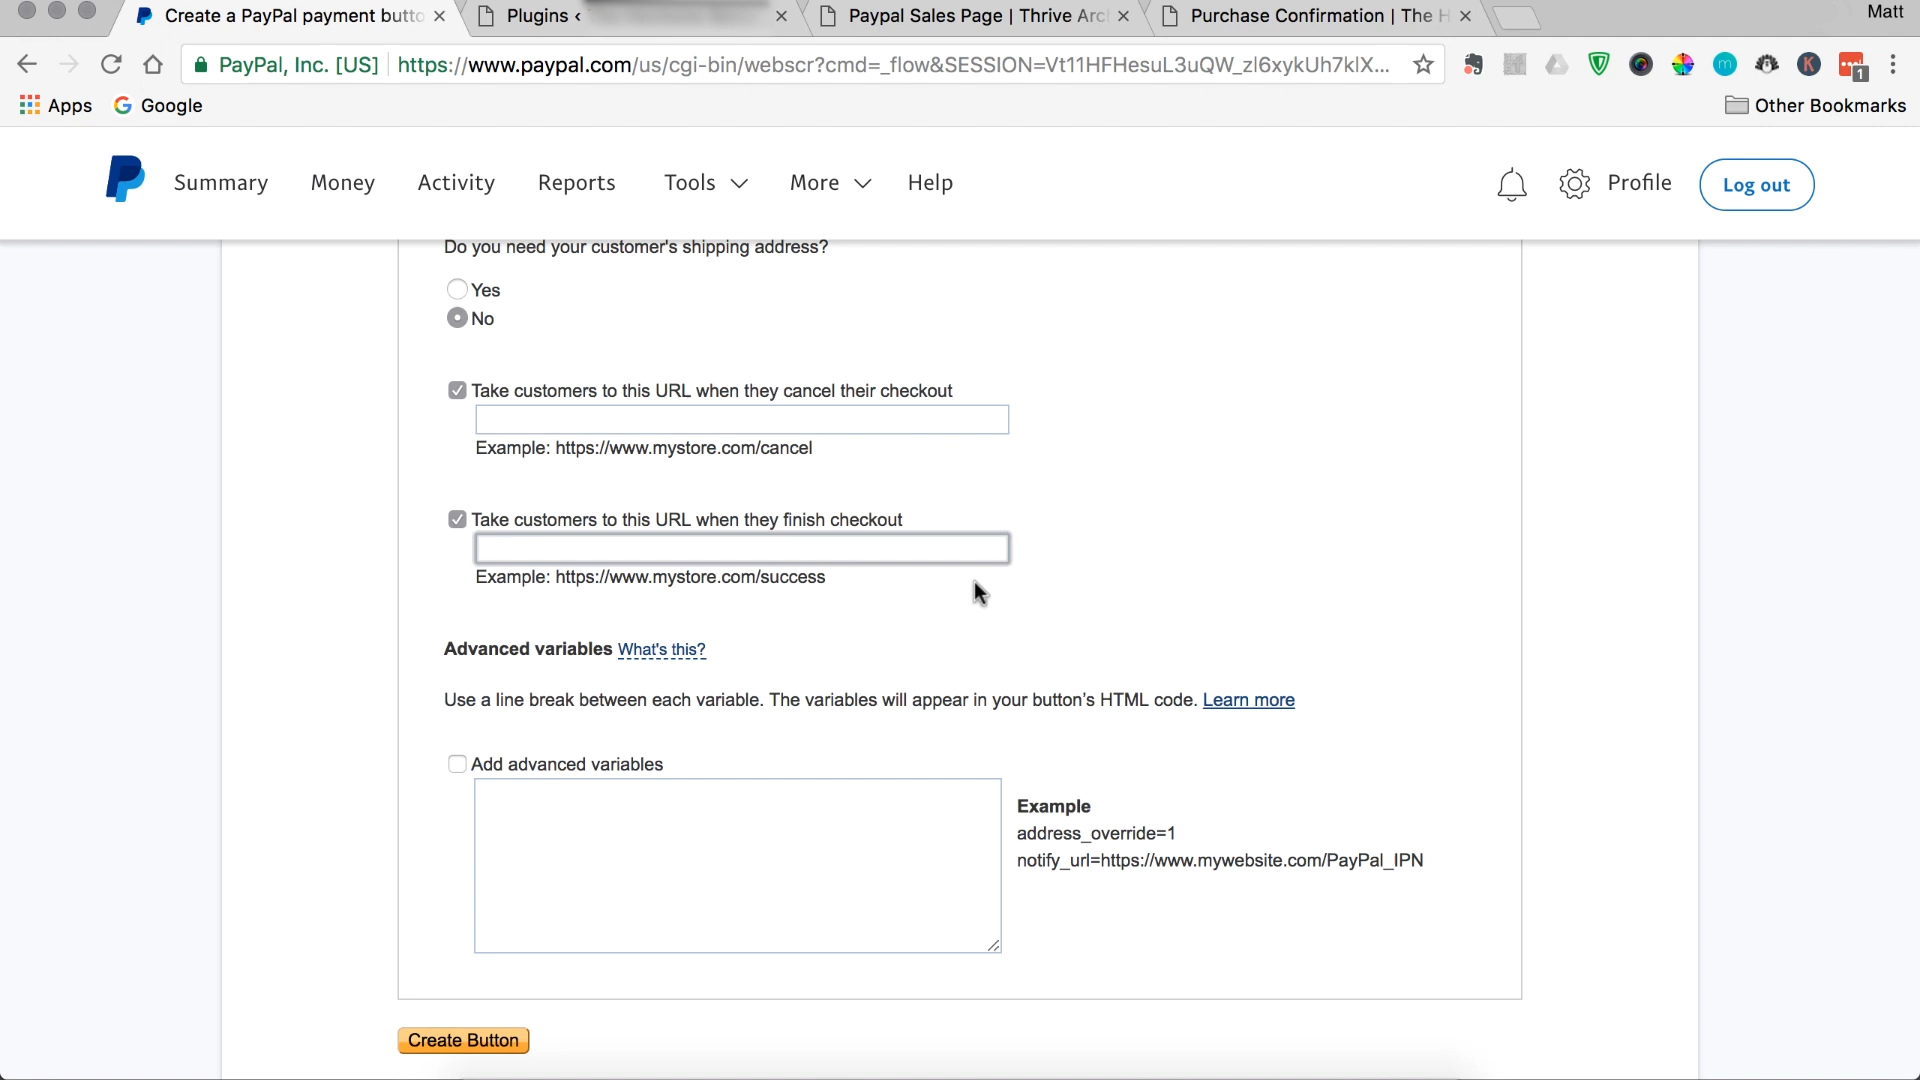 Create a PayPal payment butto
Plugins ‹
Paypal Sales Page | Thrive Arc
Purchase Confirmation | The H
Matt
PayPal, Inc. [US]
https://www.paypal.com/us/cgi-bin/webscr?cmd=_flow&SESSION=Vt11HFHesuL3uQW_zl6xykUh7klX...
1
Apps
Google
Other Bookmarks
Summary
Money
Activity
Reports
Tools
More
Help
Profile
Log out
Do you need your customer's shipping address?
Yes
No
Take customers to this URL when they cancel their checkout
Example: https://www.mystore.com/cancel
Take customers to this URL when they finish checkout
Example: https://www.mystore.com/success
Advanced variables What's this?
Use a line break between each variable. The variables will appear in your button's HTML code. Learn more
Add advanced variables
Example
address_override=1
notify_url=https://www.mywebsite.com/PayPal_IPN
Create Button